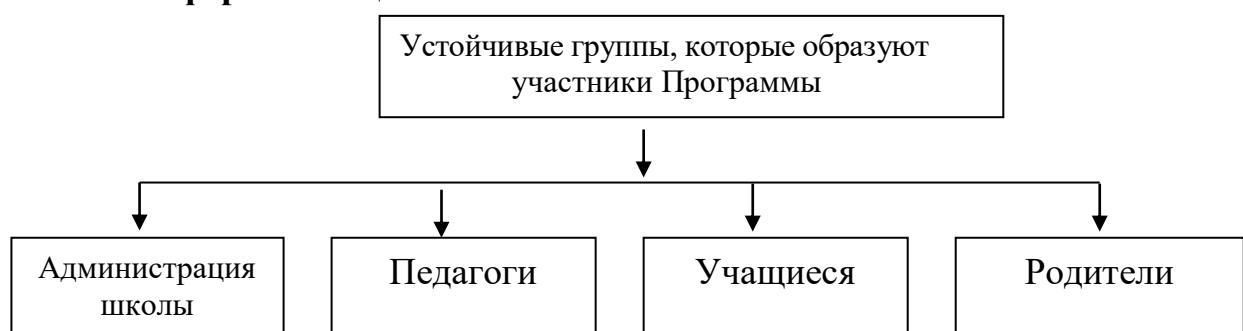 Устойчивые группы, которые образуют
участники Программы
Администрация
школы
Педагоги
Учащиеся
Родители